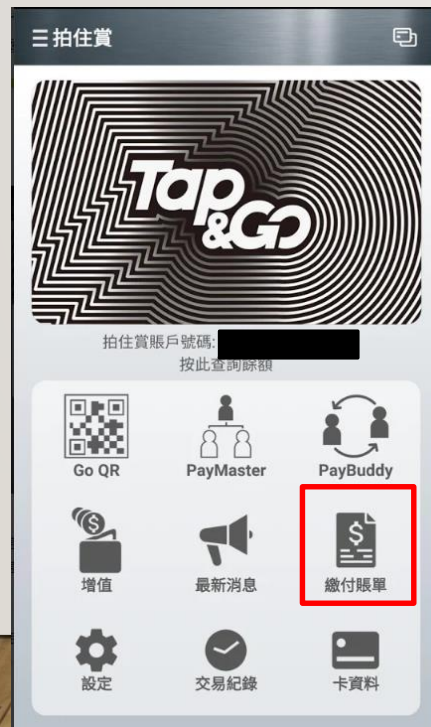 拍住賞
Tap
&Go
拍住賞賬戶號碼:
按此查詢餘額
Go QR
PayMaster
PayBuddy
增值
最新消息
繳付賬單
設定
交易紀錄
卡資料